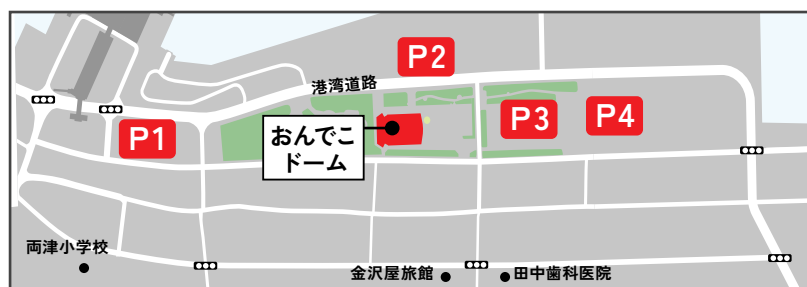 P2
港湾道路
P1
おんでこ
ドーム
P3
P4
両津小学校
金沢屋旅館
田中歯科医院